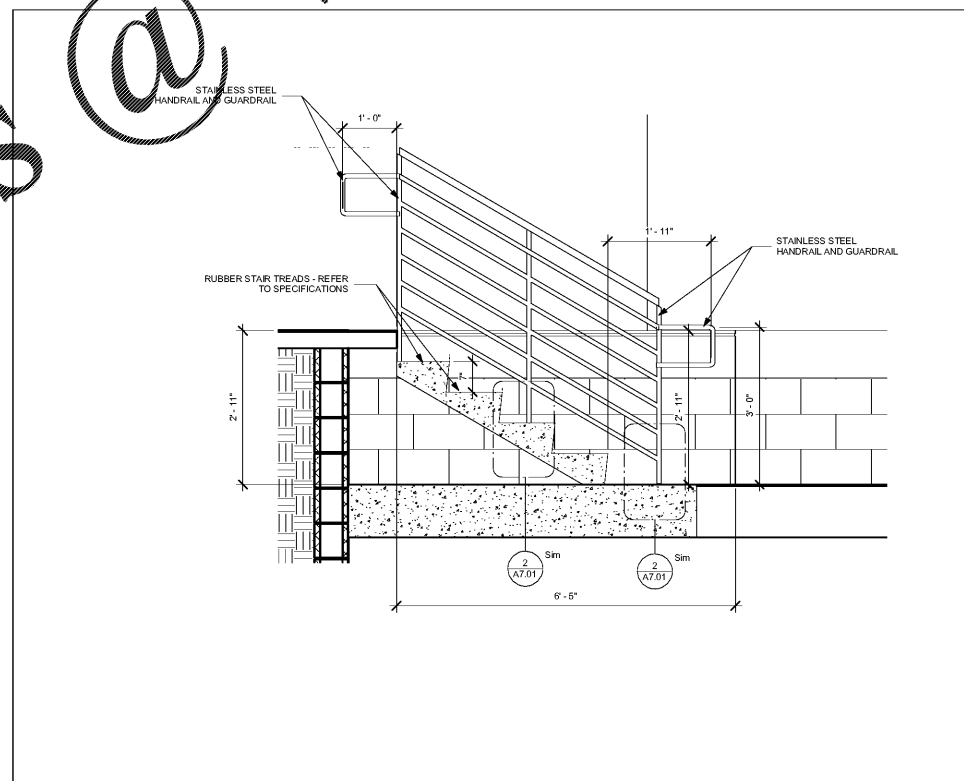 S @
STAINLESS STEEL
HANDRAIL AND GUARDRAIL
1' - 0"
1' - 11"
STAINLESS STEEL
HANDRAIL AND GUARDRAIL
RUBBER STAIR TREADS - REFER
TO SPECIFICATIONS
2' - 11"
2' - 11"
3' - 0"
2
A7.01
Sim
2
A7.01
Sim
6' - 5"